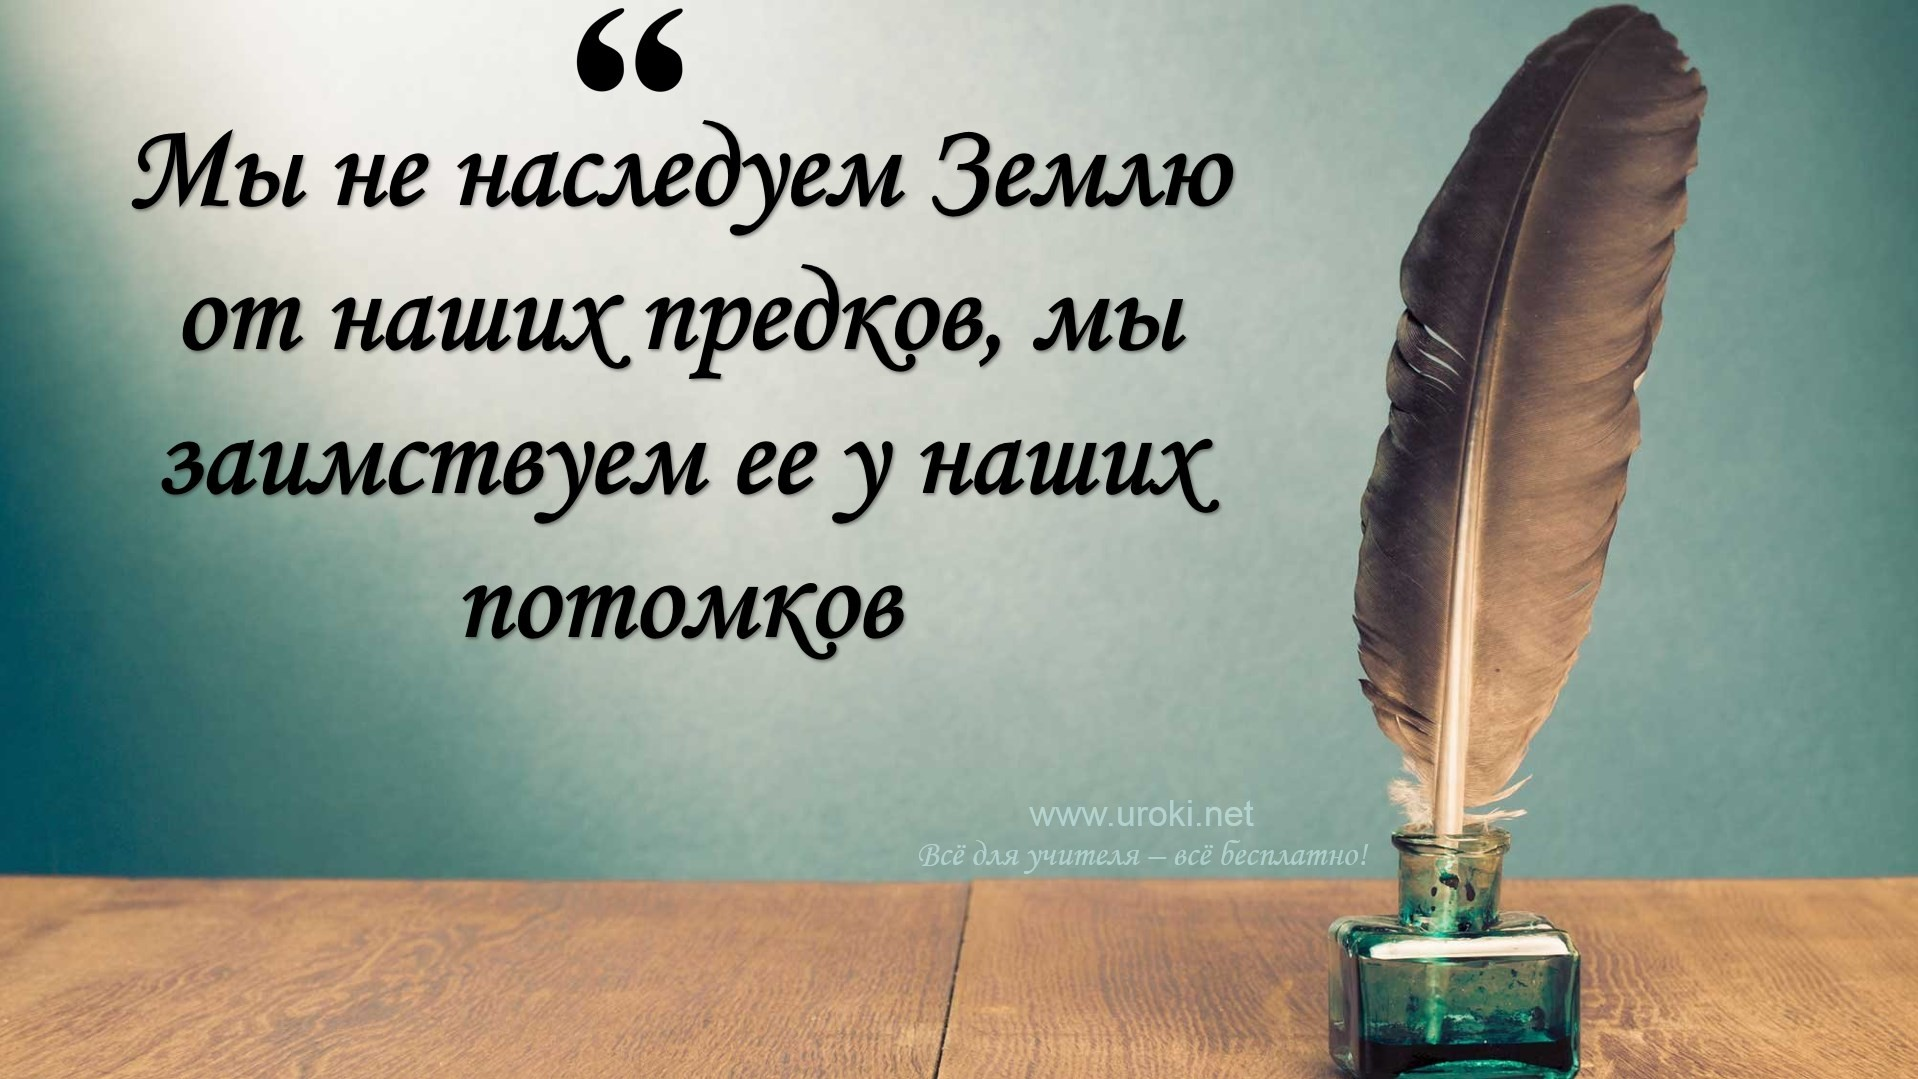 “
Мы не наследуем Землю
от наших предков, мы
заимствуем ее у наших
потомков
www.uroki.net
Всё для учителя – всё бесплатно!